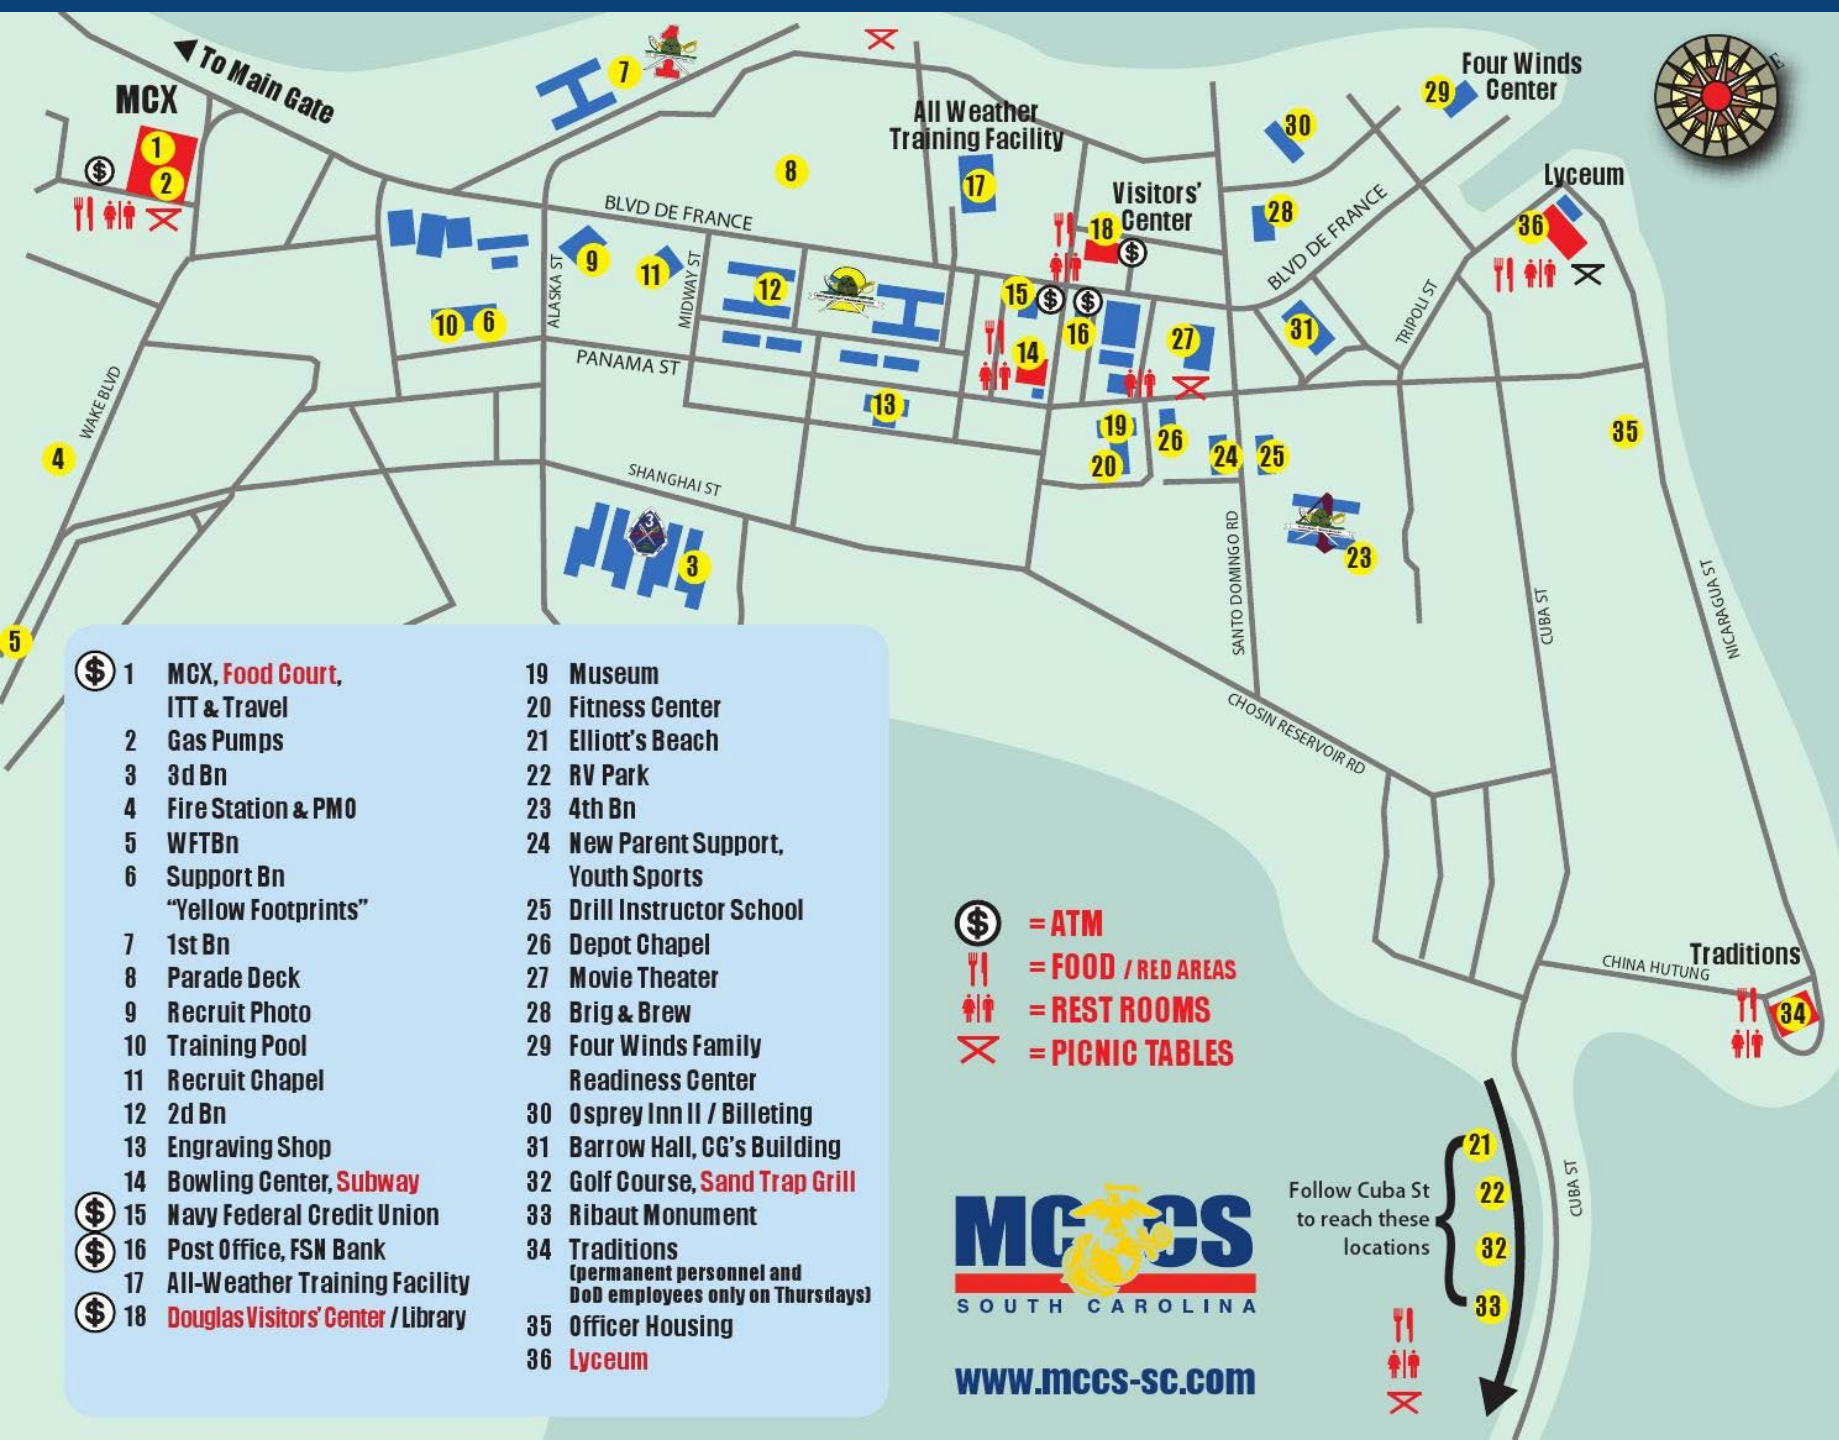 To Main Gate
MCX
1
2
7
All Weather
Training Facility
17
8
Visitors'
Center
18
30
29
Four Winds
Center
E
28
Lyceum
36
BLVD DE FRANCE
BLVD DE FRANCE
ALASKA ST
9
11
MIDWAY ST
12
10
6
15
16
14
27
31
TRIPOLI ST
PANAMA ST
13
WAKE BLVD
4
19
20
26
24
25
35
SHANGHAI ST
3
3
SANTO DOMINGO RD
23
CUBA ST
NICARAGUA ST
5
CHOSIN RESERVOIR RD
CHINA HUTUNG
Traditions
34
$ 1 MCX, Food Court,
ITT & Travel
2 Gas Pumps
3 3d Bn
4 Fire Station & PMO
5 WFTBn
6 Support Bn
“Yellow Footprints”
7 1st Bn
8 Parade Deck
9 Recruit Photo
10 Training Pool
11 Recruit Chapel
12 2d Bn
13 Engraving Shop
14 Bowling Center, Subway
$ 15 Navy Federal Credit Union
$ 16 Post Office, FSN Bank
17 All-Weather Training Facility
$ 18 Douglas Visitors' Center / Library
19 Museum
20 Fitness Center
21 Elliott's Beach
22 RV Park
23 4th Bn
24 New Parent Support,
Youth Sports
25 Drill Instructor School
26 Depot Chapel
27 Movie Theater
28 Brig & Brew
29 Four Winds Family
Readiness Center
30 Osprey Inn II / Billeting
31 Barrow Hall, CG's Building
32 Golf Course, Sand Trap Grill
33 Ribaut Monument
34 Traditions
(permanent personnel and
DoD employees only on Thursdays)
35 Officer Housing
36 Lyceum
$ = ATM
= FOOD / RED AREAS
= REST ROOMS
= PICNIC TABLES
MCCS
SOUTH CAROLINA
www.mccs-sc.com
Follow Cuba St
to reach these
locations
21
22
32
33
CUBA ST